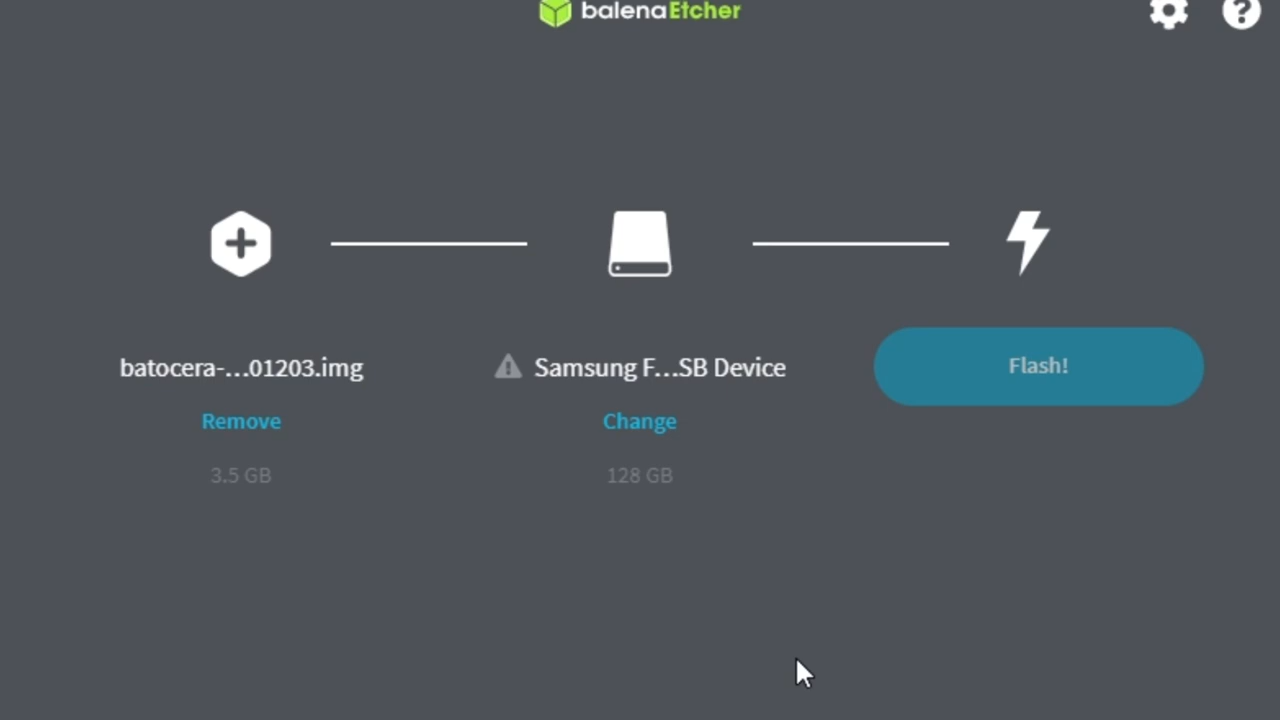 balenaEtcher
batocera-...01203.img
Samsung F...SB Device
Flash!
Remove
Change
3.5 GB
128 GB